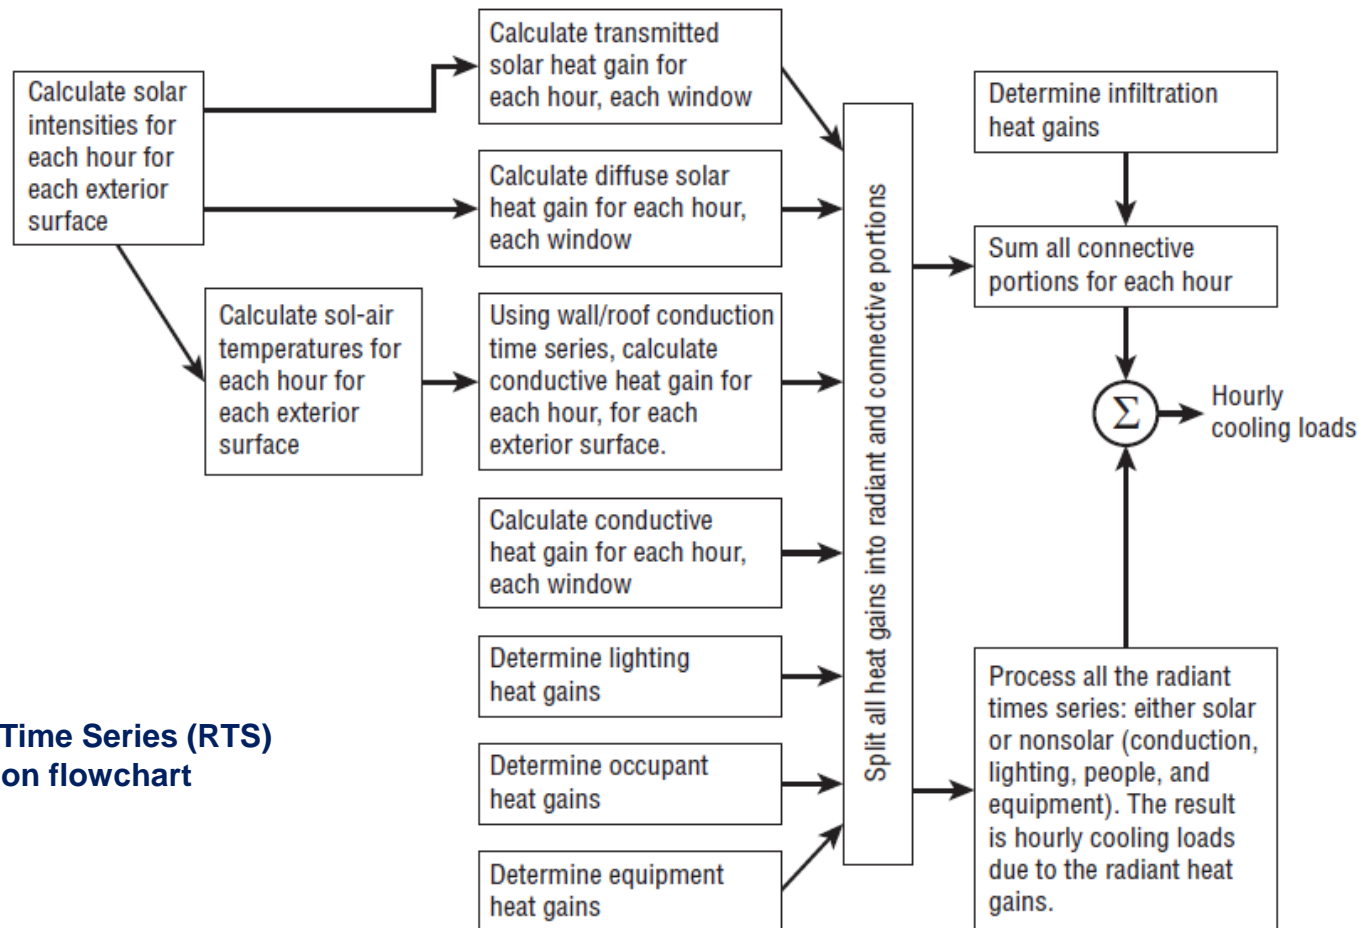 Calculate solar
intensities for
each hour for
each exterior
surface
Calculate transmitted
solar heat gain for
each hour, each window
Calculate diffuse solar
heat gain for each hour,
each window
Calculate sol-air
temperatures for
each hour for
each exterior
surface
Using wall/roof conduction
time series, calculate
conductive heat gain for
each hour, for each
exterior surface.
Calculate conductive
heat gain for each hour,
each window
Determine lighting
heat gains
Determine occupant
heat gains
Determine equipment
heat gains
Split all heat gains into radiant and connective portions
Determine infiltration
heat gains
Sum all connective
portions for each hour
Σ
Hourly
cooling loads
Process all the radiant
times series: either solar
or nonsolar (conduction,
lighting, people, and
equipment). The result
is hourly cooling loads
due to the radiant heat
gains.
Time Series (RTS)
on flowchart